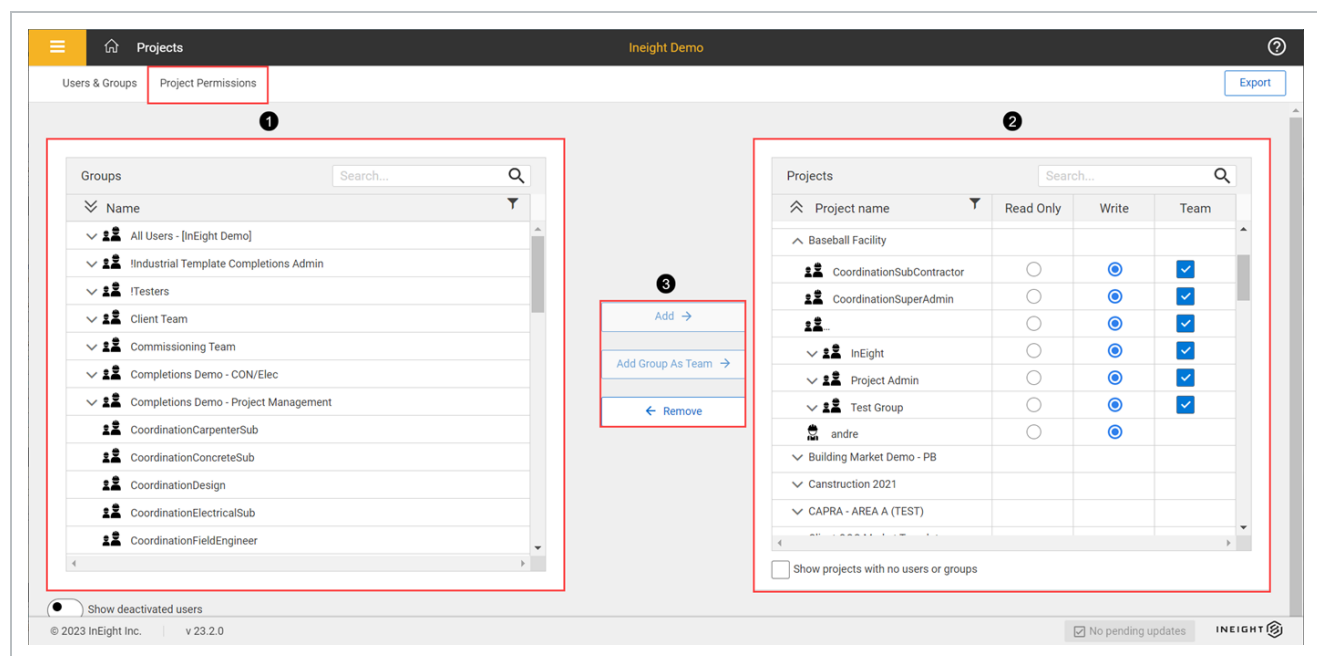 Projects
Ineight Demo
Users & Groups
Project Permissions
Export
1
2
Groups
Search...
Name
All Users - [InEight Demo]
!Industrial Template Completions Admin
!Testers
Client Team
Commissioning Team
Completions Demo - CON/Elec
Completions Demo - Project Management
CoordinationCarpenterSub
CoordinationConcreteSub
CoordinationDesign
CoordinationElectricalSub
CoordinationFieldEngineer
Show deactivated users
3
Add
Add Group As Team
Remove
Projects
Search...
Project name Read Only Write Team
Baseball Facility
CoordinationSubContractor
CoordinationSuperAdmin
...
InEight
Project Admin
Test Group
andre
Building Market Demo - PB
Canstruction 2021
CAPRA - AREA A (TEST)
Show projects with no users or groups
© 2023 InEight Inc. v 23.2.0
No pending updates
INEIGHT